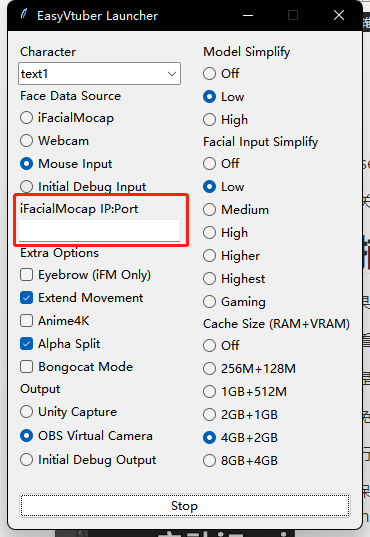 EasyVtuber Launcher
Character
text1
Face Data Source
iFacialMocap
Webcam
Mouse Input
Initial Debug Input
iFacialMocap IP:Port
Extra Options
Eyebrow (iFM Only)
Extend Movement
Anime4K
Alpha Split
Bongocat Mode
Output
Unity Capture
OBS Virtual Camera
Initial Debug Output
Model Simplify
Off
Low
High
Facial Input Simplify
Off
Low
Medium
High
Higher
Highest
Gaming
Cache Size (RAM+VRAM)
Off
256M+128M
1GB+512M
2GB+1GB
4GB+2GB
8GB+4GB
Stop